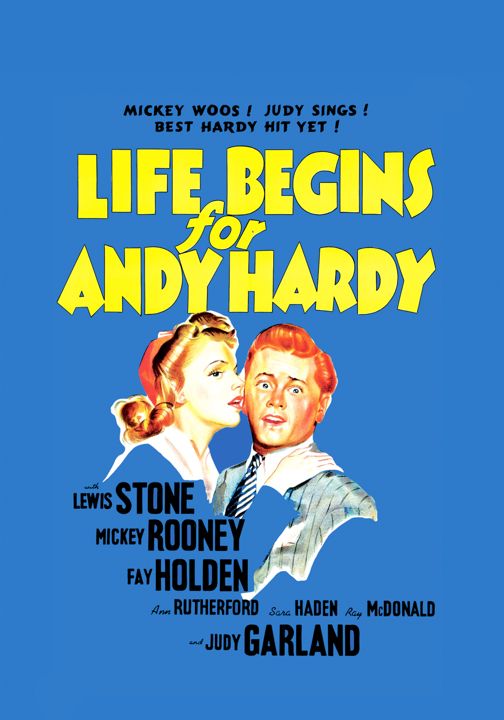 MICKEY WOOS! JUDY SINGS!
BEST HARDY HIT YET!
LIFE BEGINS
for
ANDY HARDY
with
LEWIS STONE
MICKEY ROONEY
FAY HOLDEN
Ann RUTHERFORD Sara HADEN Ray McDONALD
and JUDY GARLAND